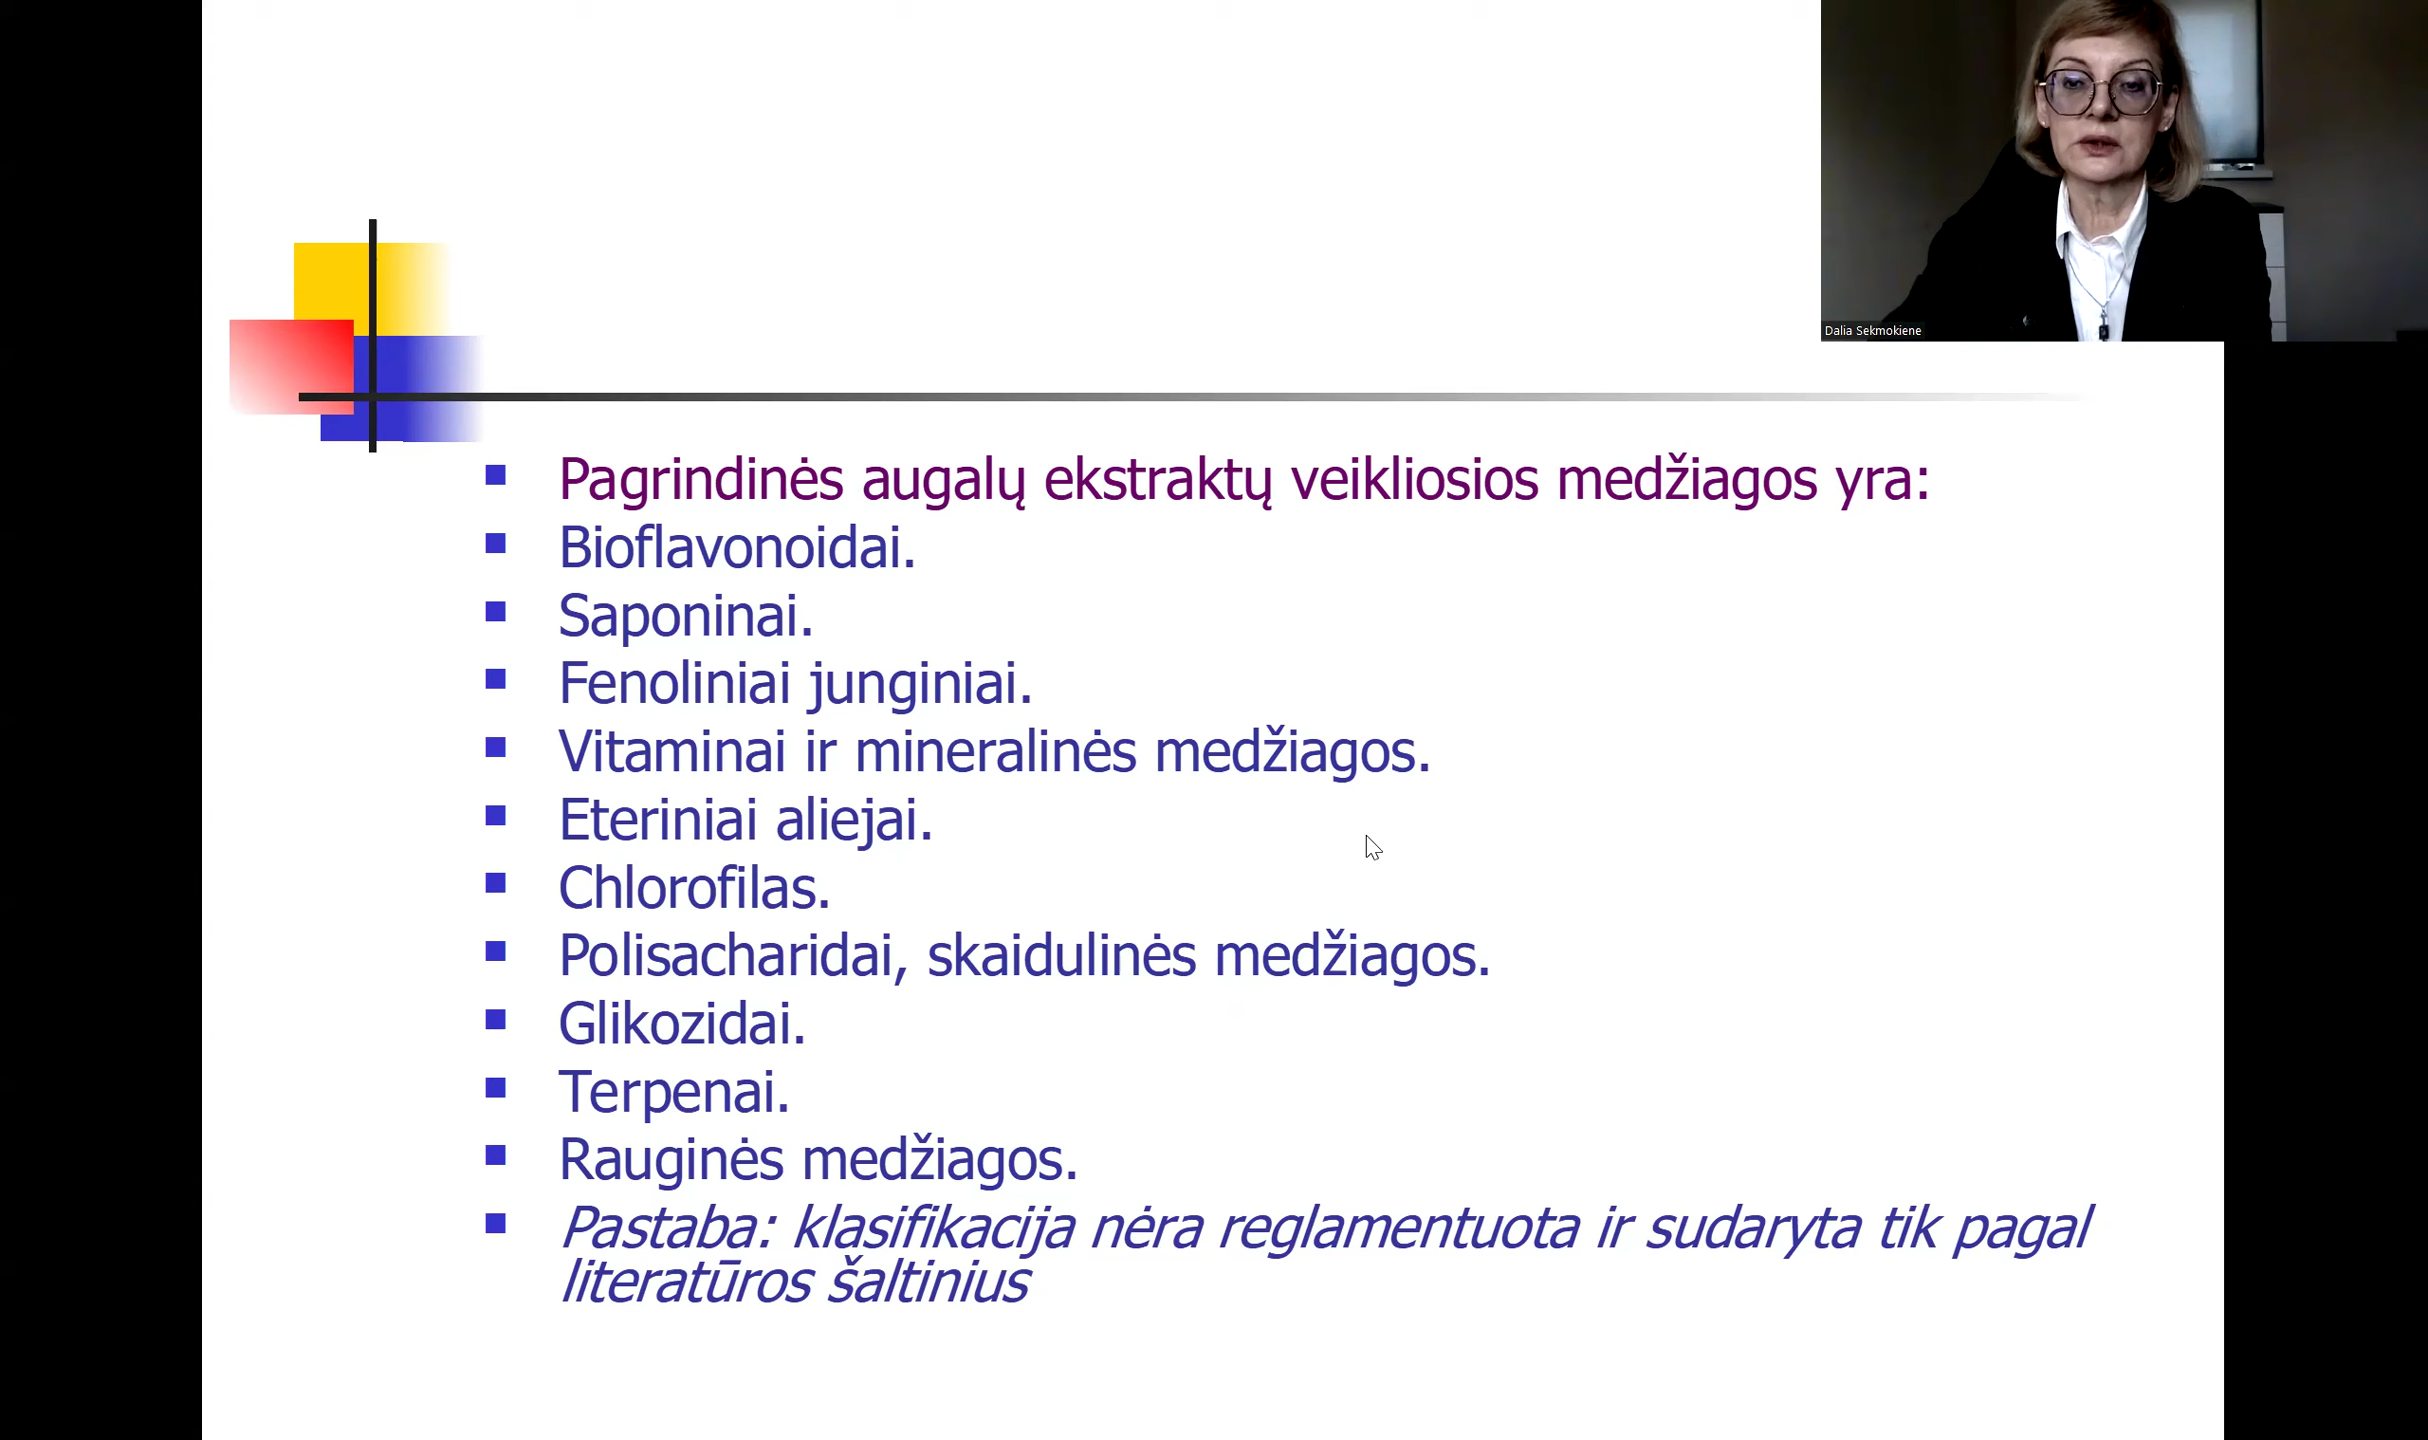 Dalia Sekmokiene
Pagrindinės augalų ekstraktų veikliosios medžiagos yra:
Bioflavonoidai.
Saponinai.
Fenoliniai junginiai.
Vitaminai ir mineralinės medžiagos.
Eteriniai aliejai.
Chlorofilas.
Polisacharidai, skaidulinės medžiagos.
Glikozidai.
Terpenai.
Rauginės medžiagos.
Pastaba: klasifikacija nėra reglamentuota ir sudaryta tik pagal
literatūros šaltinius